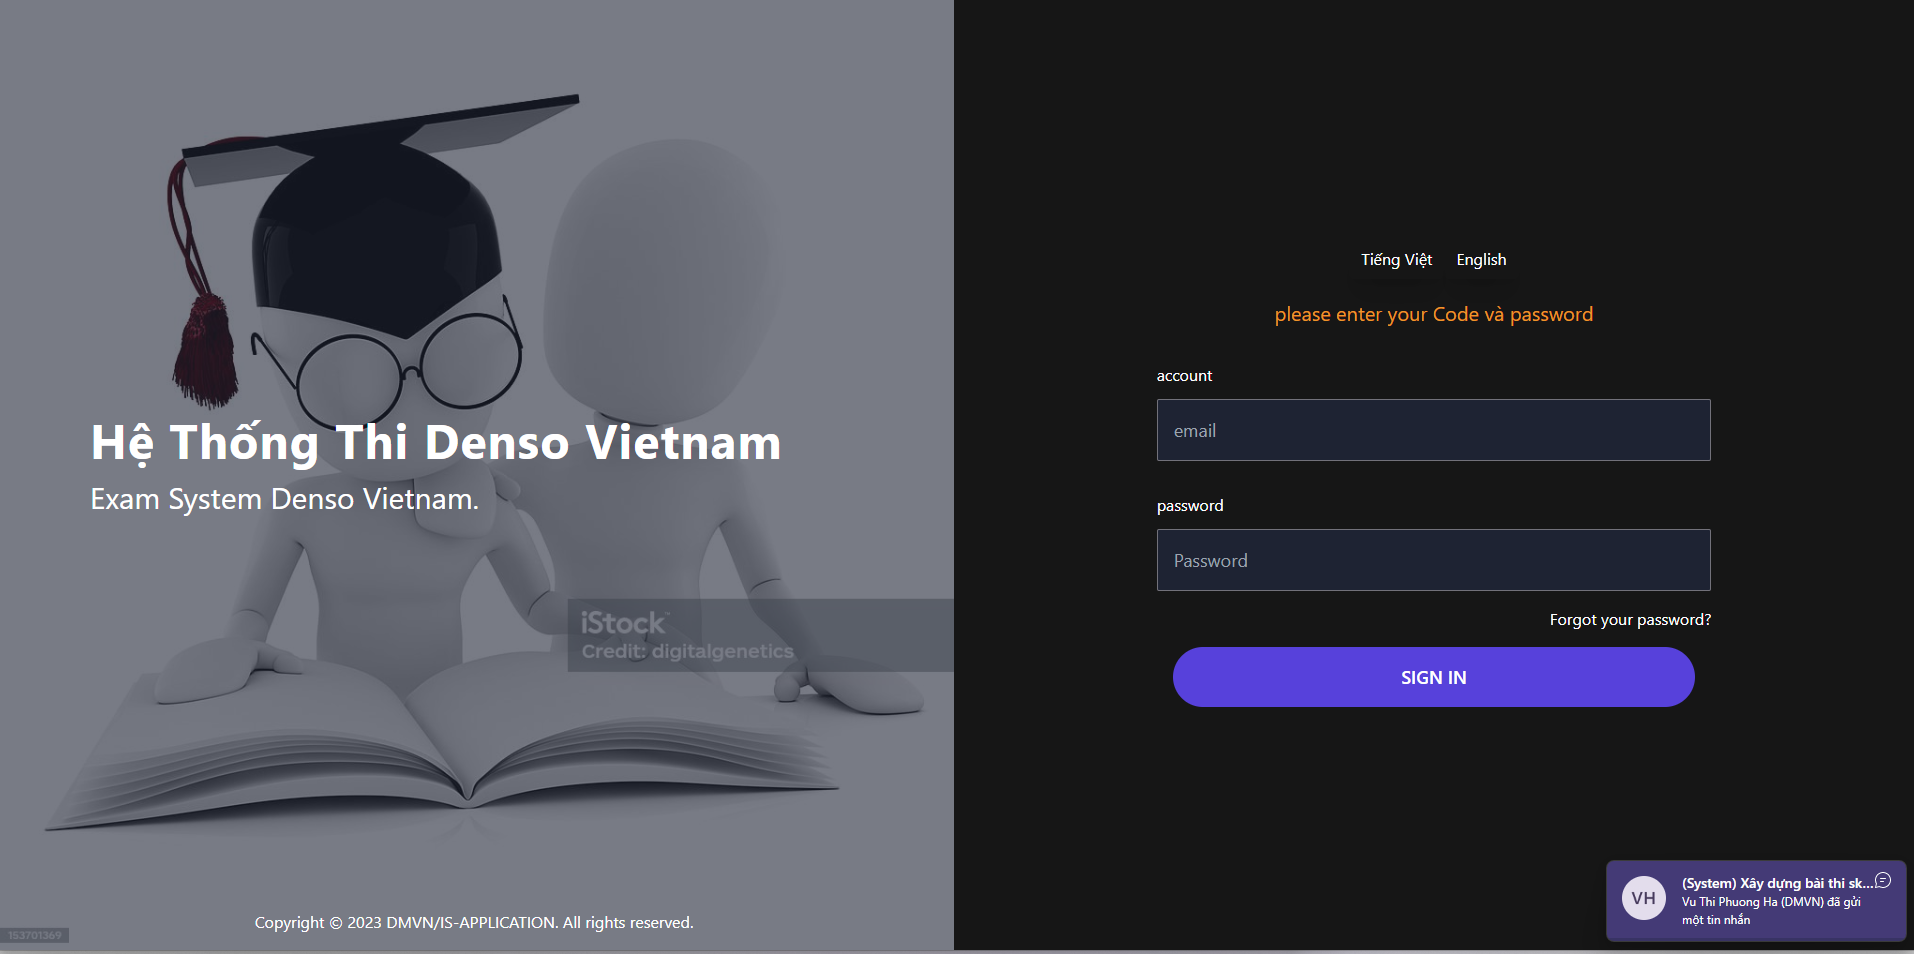 Hệ Thống Thi Denso Vietnam
Exam System Denso Vietnam.
iStock™
Credit: digitalgenetics
Copyright © 2023 DMVN/IS-APPLICATION. All rights reserved.
153701369
Tiếng Việt English
please enter your Code và password
account
email
password
Password
Forgot your password?
SIGN IN
VH
(System) Xây dựng bài thi sk...
Vu Thi Phuong Ha (DMVN) đã gửi
một tin nhắn